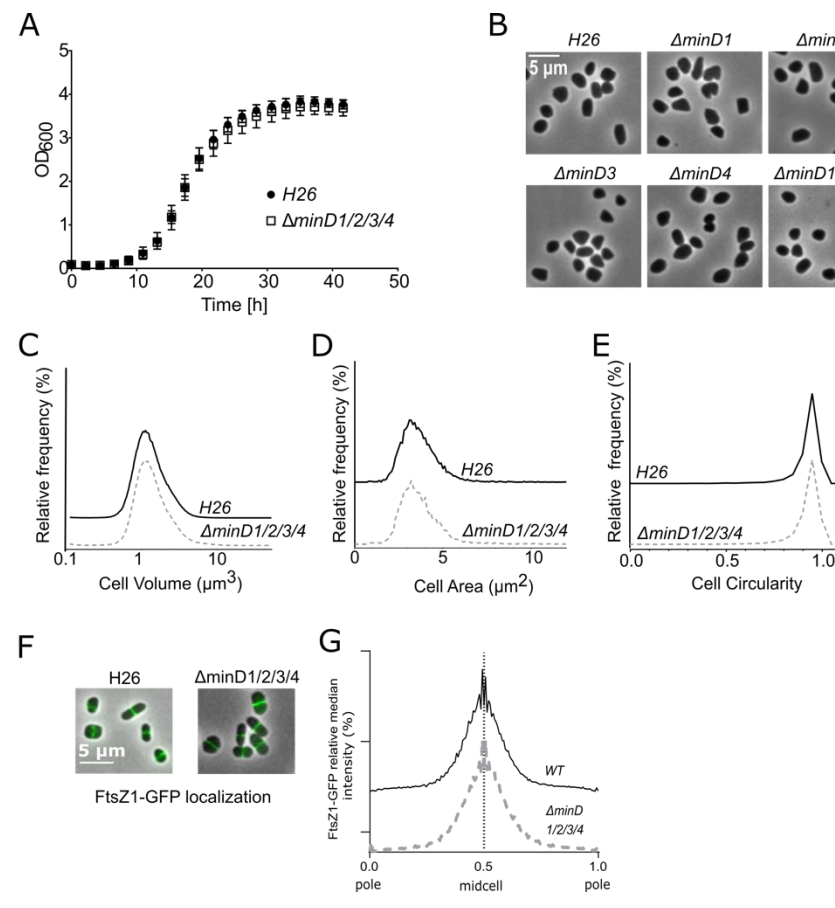 A
5
4
3
2
1
0
OD600
0 10 20 30 40 50
Time [h]
H26
ΔminD1/2/3/4
B
H26 ΔminD1 Δmin
5 μm
ΔminD3 ΔminD4 ΔminD1
C
Relative frequency (%)
H26
ΔminD1/2/3/4
0.1 1 10
Cell Volume (μm3)
D
Relative frequency (%)
H26
ΔminD1/2/3/4
0 5 10
Cell Area (μm2)
E
Relative frequency (%)
H26
ΔminD1/2/3/4
0.0 0.5 1.0
Cell Circularity
F
H26 ΔminD1/2/3/4
5 μm
FtsZ1-GFP localization
G
FtsZ1-GFP relative median
intensity (%)
WT
ΔminD
1/2/3/4
0.0 0.5 1.0
pole midcell pole